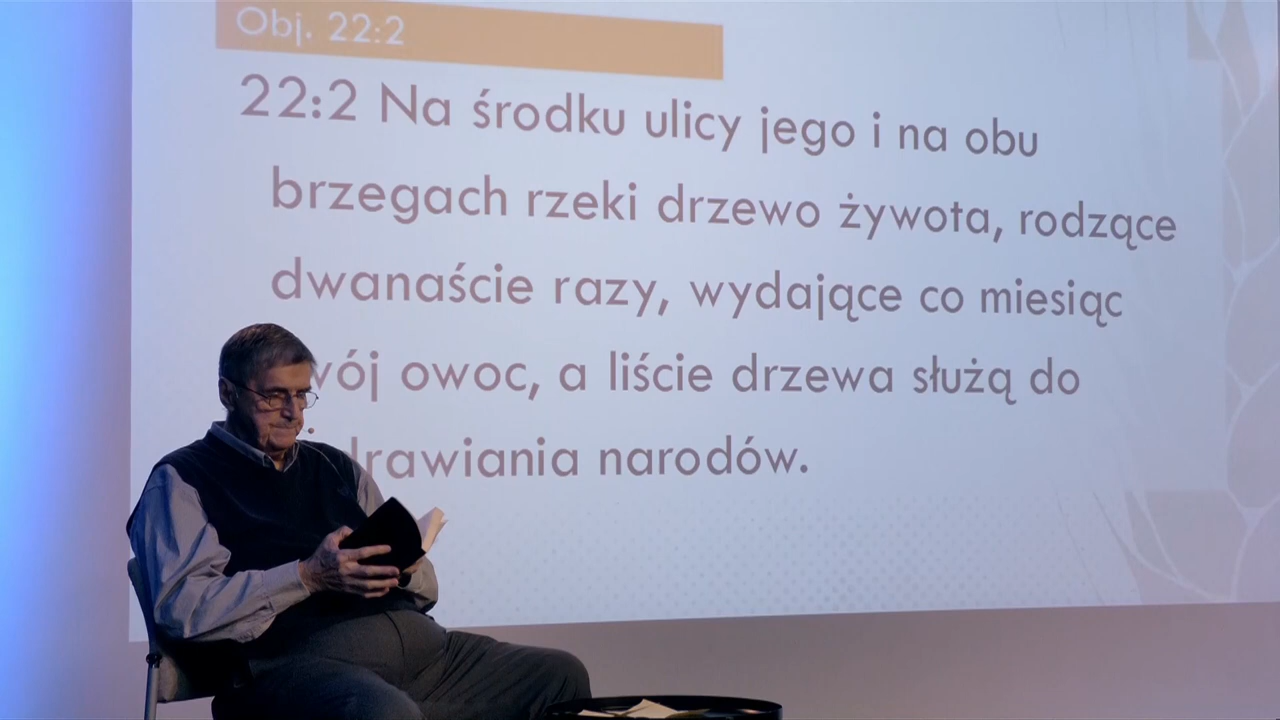 Obj. 22:2
22:2 Na środku ulicy jego i na obu
brzegach rzeki drzewo żywota, rodzące
dwanaście razy, wydające co miesiąc
owoc, a liście drzewa służą do
narodów.